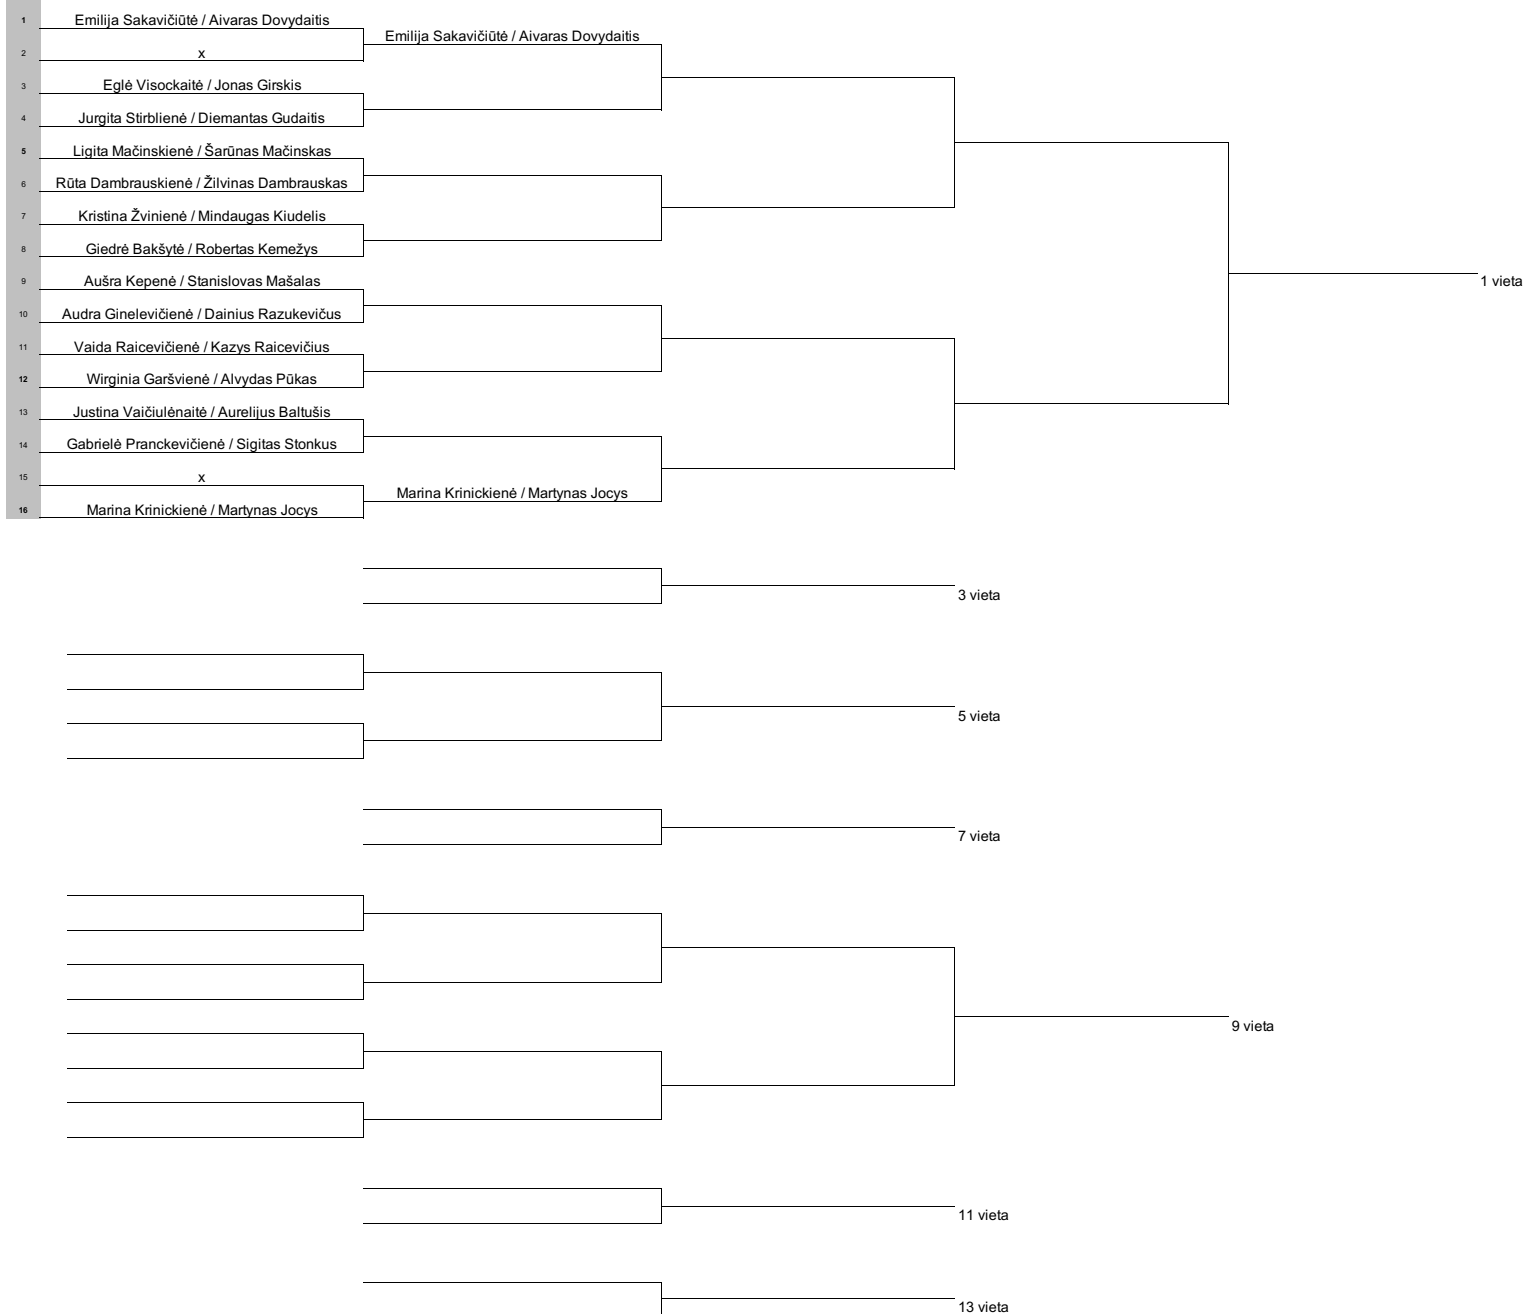 1 Emilija Sakavičiūtė / Aivaras Dovydaitis
Emilija Sakavičiūtė / Aivaras Dovydaitis
2 x
3 Eglė Visockaitė / Jonas Girskis
4 Jurgita Stirblienė / Diemantas Gudaitis
5 Ligita Mačinskienė / Šarūnas Mačinskas
6 Rūta Dambrauskienė / Žilvinas Dambrauskas
7 Kristina Žvinienė / Mindaugas Kiudelis
8 Giedrė Bakšytė / Robertas Kemežys
9 Aušra Kepenė / Stanislovas Mašalas
1 vieta
10 Audra Ginelevičienė / Dainius Razukevičus
11 Vaida Raicevičienė / Kazys Raicevičius
12 Wirginia Garšvienė / Alvydas Pūkas
13 Justina Vaičiulėnaitė / Aurelijus Baltušis
14 Gabrielė Pranckevičienė / Sigitas Stonkus
15 x
Marina Krinickienė / Martynas Jocys
16 Marina Krinickienė / Martynas Jocys
3 vieta
5 vieta
7 vieta
9 vieta
11 vieta
13 vieta